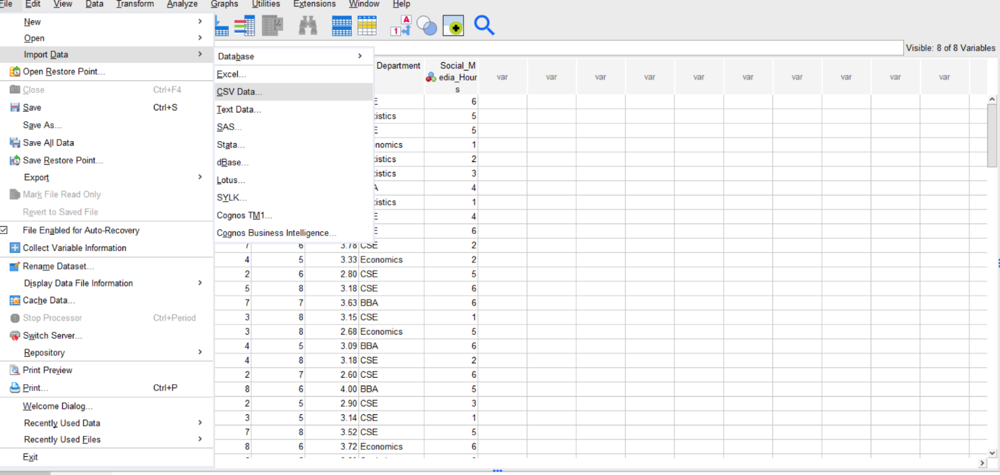 File Edit View Data Transform Analyze Graphs Utilities Extensions Window Help
New
Open
Import Data
Open Restore Point...
Close Ctrl+F4
Save Ctrl+S
Save As...
Save All Data
Save Restore Point...
Export
Mark File Read Only
Revert to Saved File
File Enabled for Auto-Recovery
Collect Variable Information
Rename Dataset...
Display Data File Information
Cache Data...
Stop Processor Ctrl+Period
Switch Server...
Repository
Print Preview
Print... Ctrl+P
Welcome Dialog...
Recently Used Data
Recently Used Files
Exit
Database
Excel...
CSV Data...
Text Data...
SAS...
Stata...
dBase...
Lotus...
SYLK...
Cognos TM1...
Cognos Business Intelligence...
A
1
Visible: 8 of 8 Variables
Department Social_M
edia_Hour
s
var var var var var var var var var var
E 6
tistics 5
E 5
nomics 1
tistics 2
tistics 3
A 4
tistics 1
E 4
E 6
7 6 3.78 CSE 2
4 5 3.33 Economics 2
2 6 2.80 CSE 5
5 8 3.18 CSE 6
7 7 3.63 BBA 6
3 8 3.15 CSE 1
3 8 2.68 Economics 5
4 5 3.09 BBA 6
4 8 3.18 CSE 2
2 7 2.60 CSE 6
8 6 4.00 BBA 5
2 5 2.90 CSE 3
3 5 3.14 CSE 1
7 8 3.52 CSE 5
8 6 3.72 Economics 6